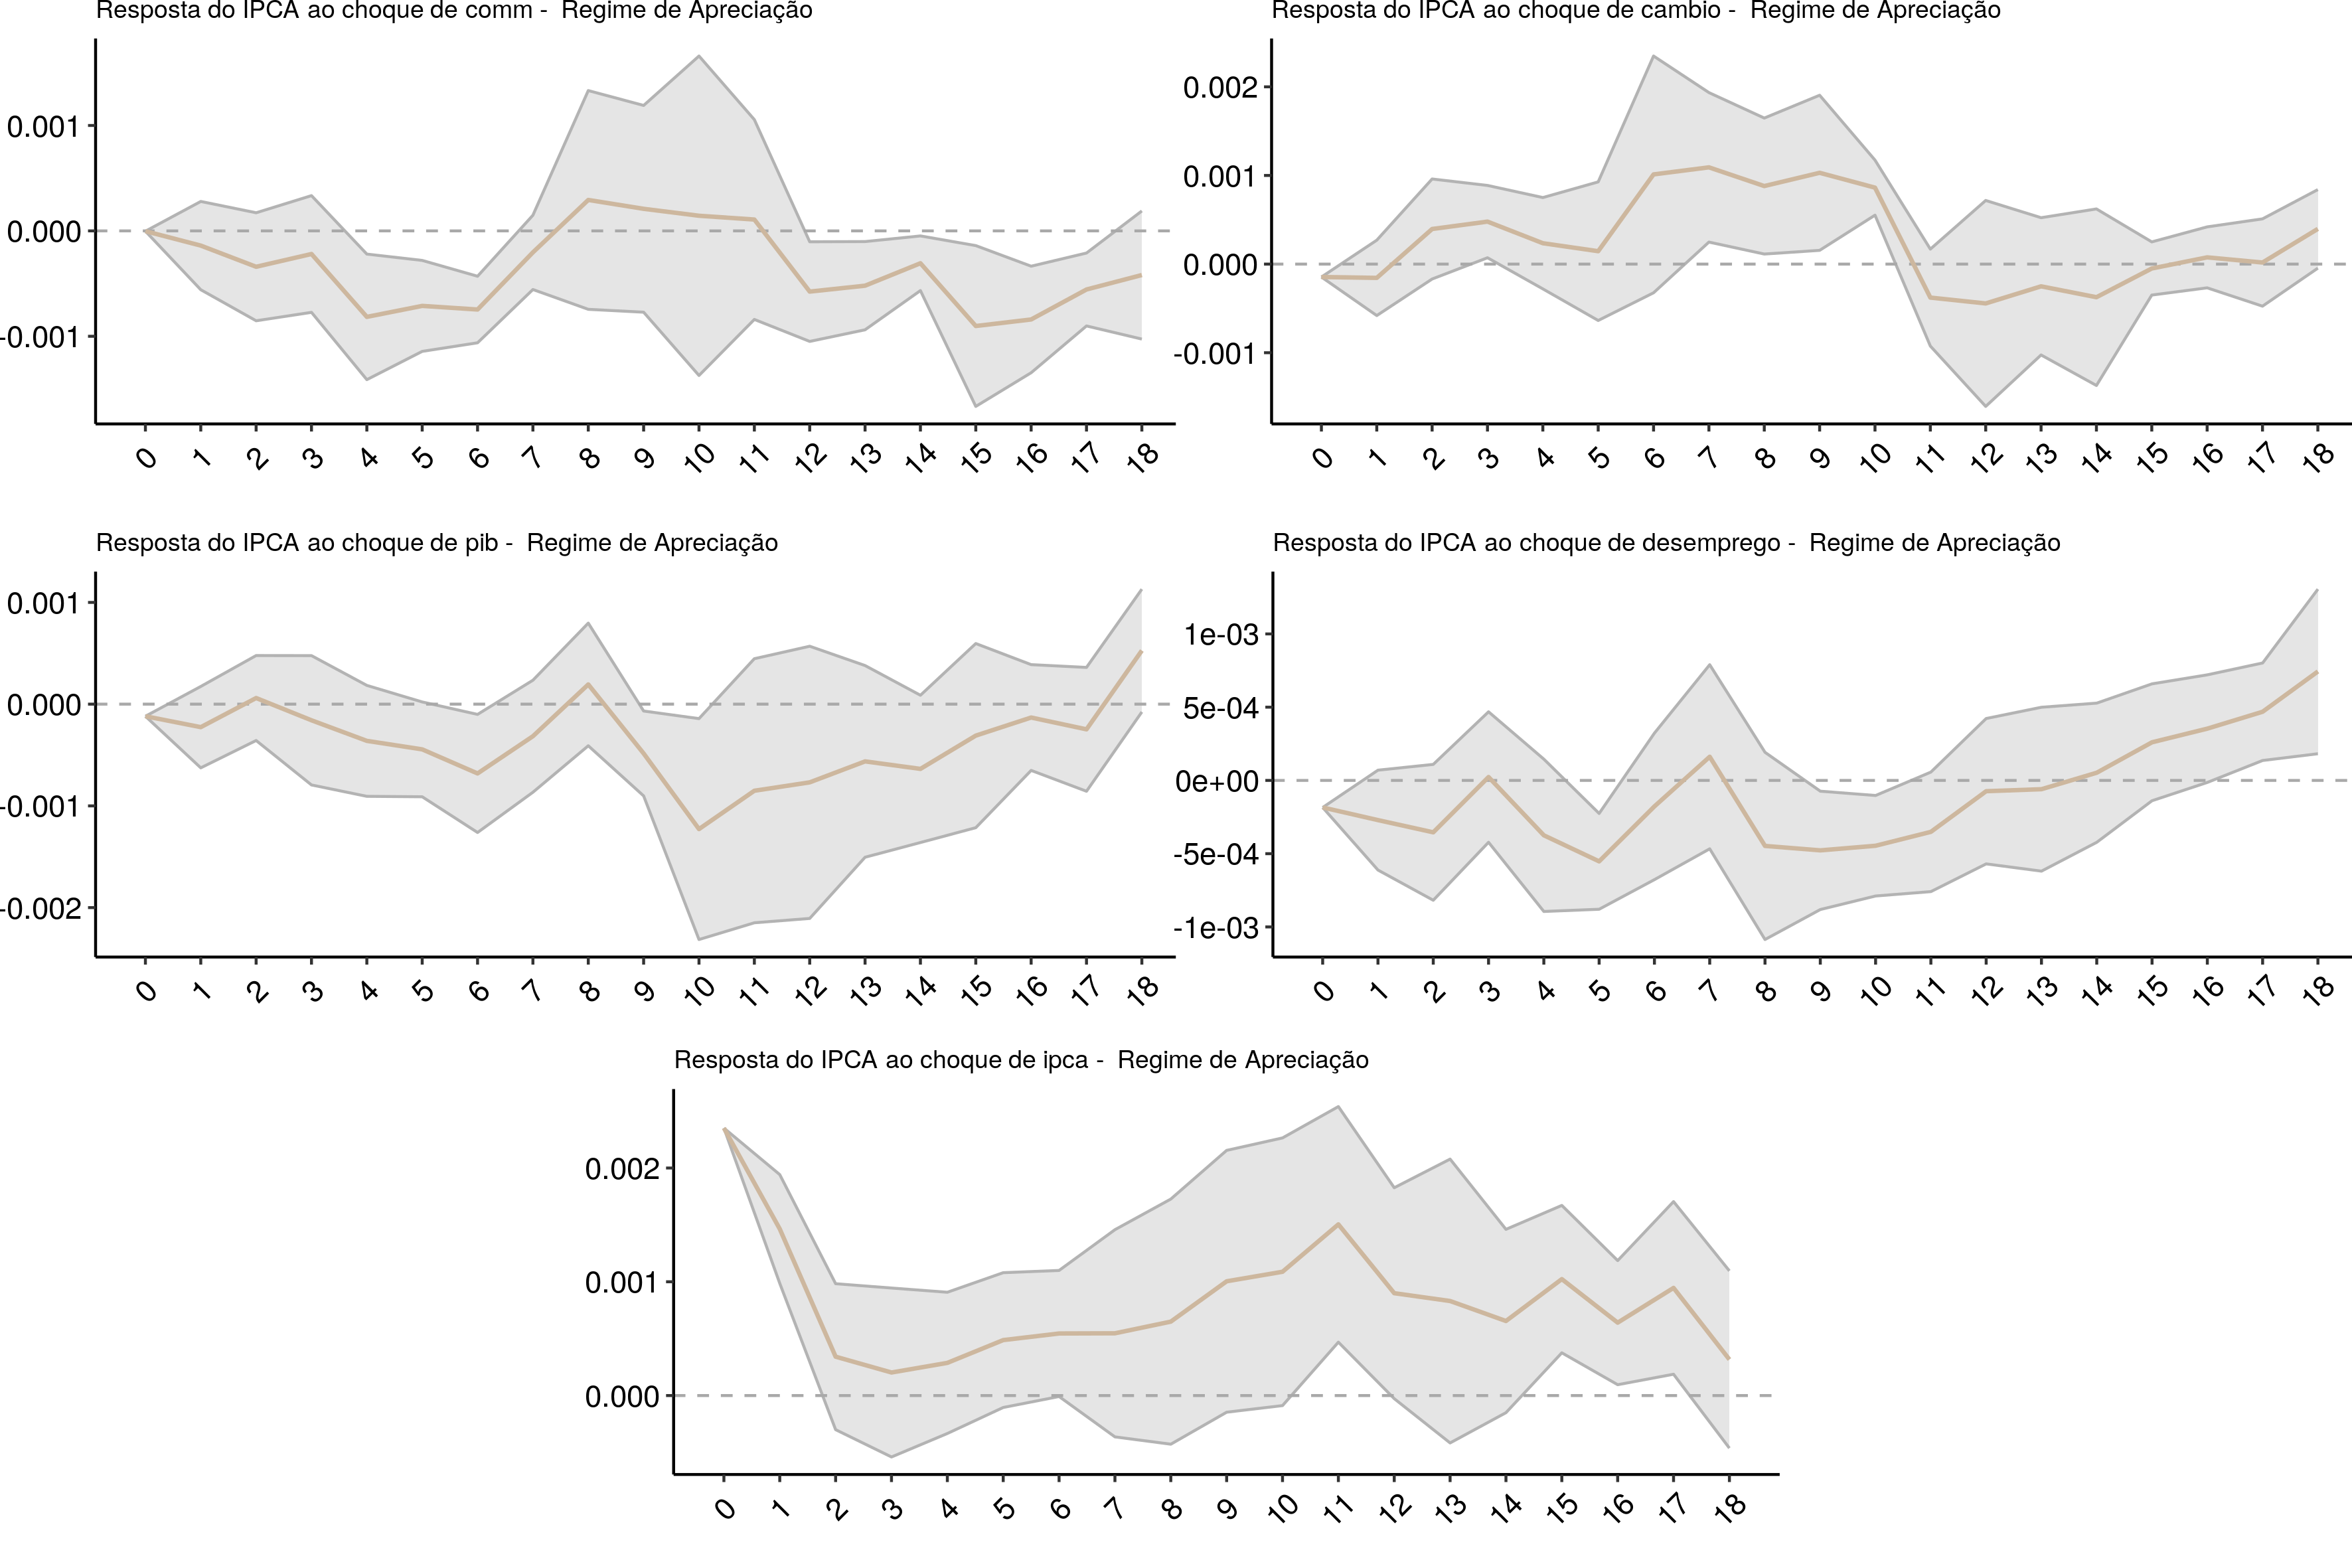 Resposta do IPCA ao choque de comm - Regime de Apreciação
0.001
0.000
-0.001
0 1 2 3 4 5 6 7 8 9 10 11 12 13 14 15 16 17 18
Resposta do IPCA ao choque de cambio - Regime de Apreciação
0.002
0.001
0.000
-0.001
0 1 2 3 4 5 6 7 8 9 10 11 12 13 14 15 16 17 18
Resposta do IPCA ao choque de pib - Regime de Apreciação
0.001
0.000
-0.001
-0.002
0 1 2 3 4 5 6 7 8 9 10 11 12 13 14 15 16 17 18
Resposta do IPCA ao choque de desemprego - Regime de Apreciação
1e-03
5e-04
0e+00
-5e-04
-1e-03
0 1 2 3 4 5 6 7 8 9 10 11 12 13 14 15 16 17 18
Resposta do IPCA ao choque de ipca - Regime de Apreciação
0.002
0.001
0.000
0 1 2 3 4 5 6 7 8 9 10 11 12 13 14 15 16 17 18